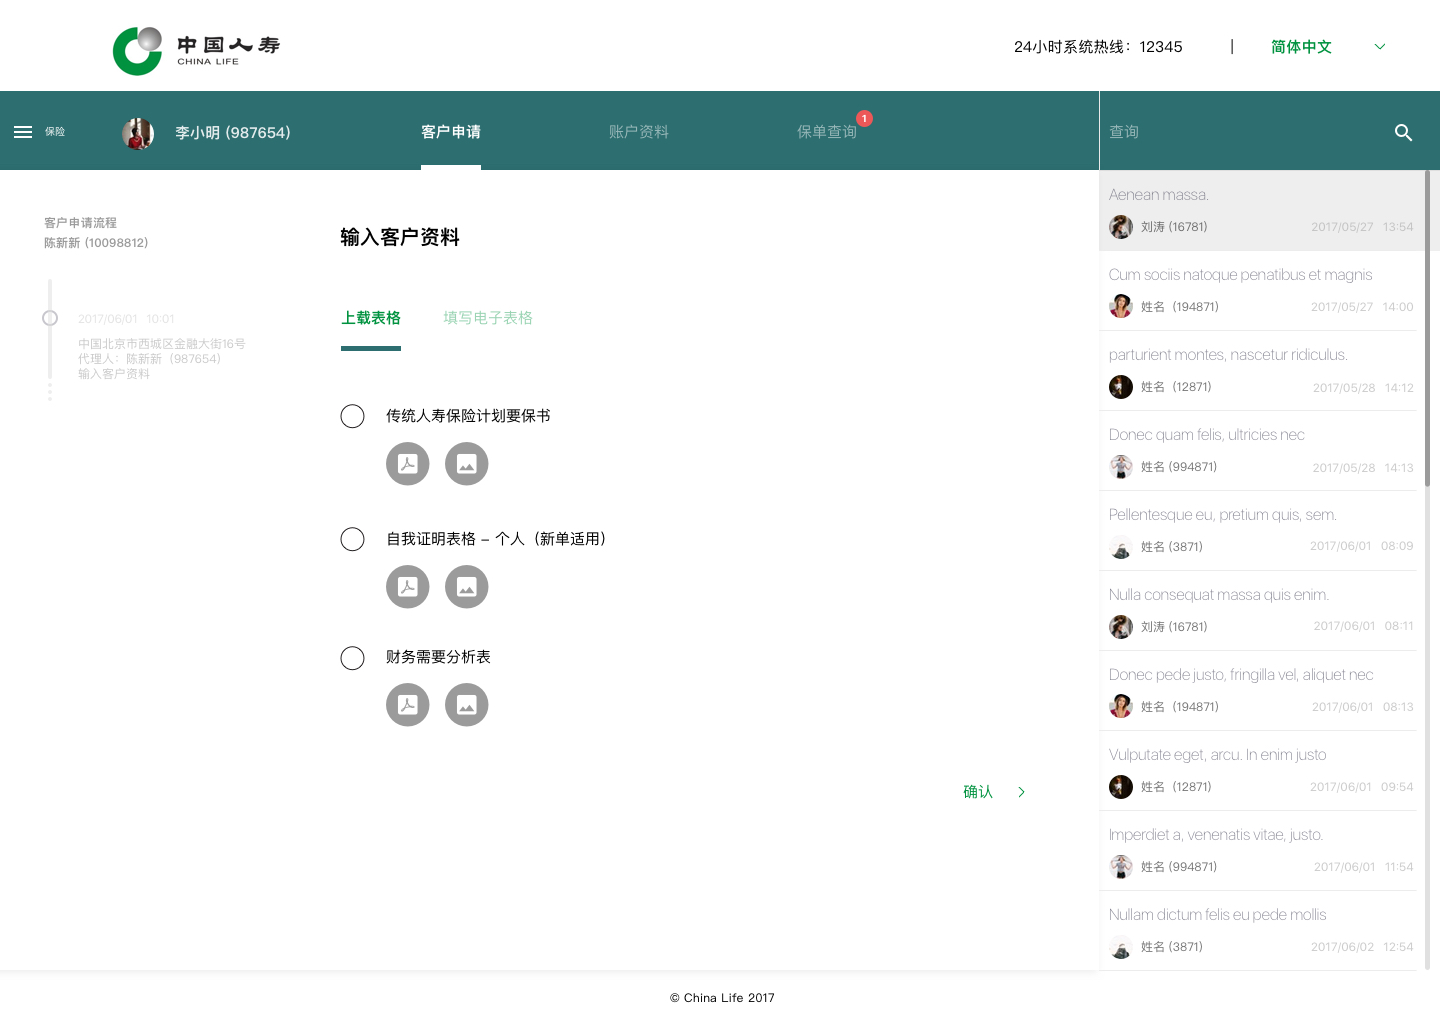 中国人寿
CHINA LIFE
24小时系统热线：12345 | 简体中文
保险
李小明 (987654)
客户申请
账户资料
保单查询
1
查询
客户申请流程
陈新新 (10098812)
2017/06/01 10:01
中国北京市西城区金融大街16号
代理人：陈新新（987654）
输入客户资料
输入客户资料
上载表格
填写电子表格
传统人寿保险计划要保书
自我证明表格 – 个人（新单适用）
财务需要分析表
确认
Aenean massa.
刘涛 (16781) 2017/05/27 13:54
Cum sociis natoque penatibus et magnis
姓名（194871) 2017/05/27 14:00
parturient montes, nascetur ridiculus.
姓名（12871) 2017/05/28 14:12
Donec quam felis, ultricies nec
姓名 (994871) 2017/05/28 14:13
Pellentesque eu, pretium quis, sem.
姓名 (3871) 2017/06/01 08:09
Nulla consequat massa quis enim.
刘涛 (16781) 2017/06/01 08:11
Donec pede justo, fringilla vel, aliquet nec
姓名（194871) 2017/06/01 08:13
Vulputate eget, arcu. In enim justo
姓名（12871) 2017/06/01 09:54
Imperdiet a, venenatis vitae, justo.
姓名 (994871) 2017/06/01 11:54
Nullam dictum felis eu pede mollis
姓名 (3871) 2017/06/02 12:54
© China Life 2017